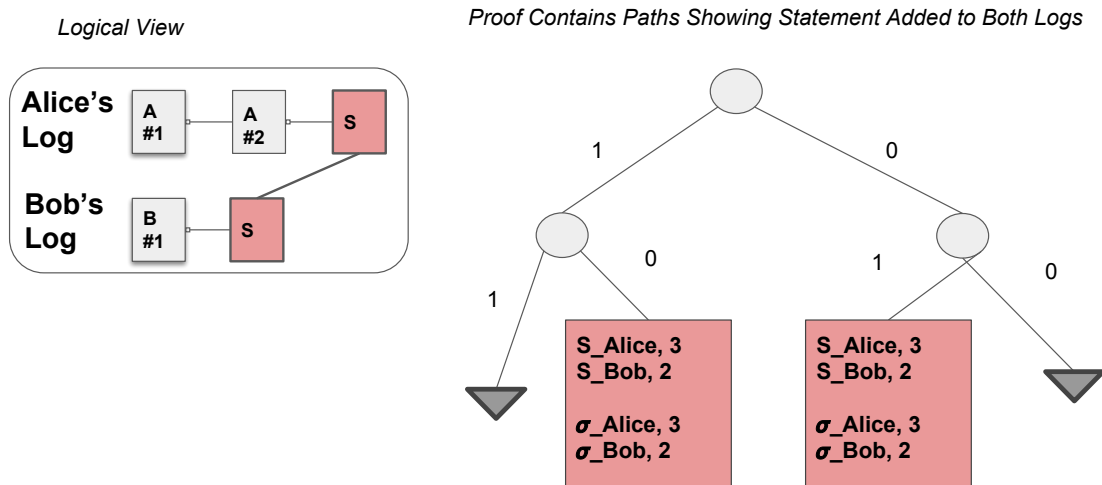 Logical View
Proof Contains Paths Showing Statement Added to Both Logs
Alice's
Log
A
#1
A
#2
S
Bob's
Log
B
#1
S
1
0
1
0
1
0
S_Alice, 3
S_Bob, 2
σ_Alice, 3
σ_Bob, 2
S_Alice, 3
S_Bob, 2
σ_Alice, 3
σ_Bob, 2